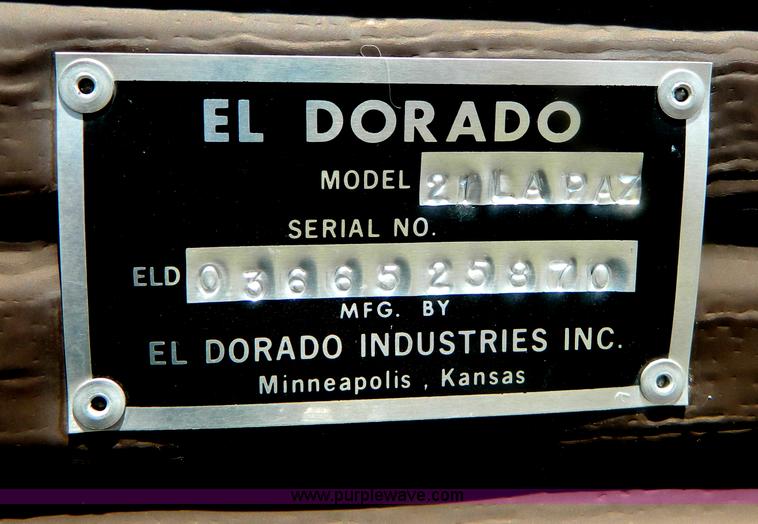 EL DORADO
MODEL 21 LA PAZ
SERIAL NO.
ELD 0366525870
MFG. BY
EL DORADO INDUSTRIES INC.
Minneapolis, Kansas
www.purplewave.com